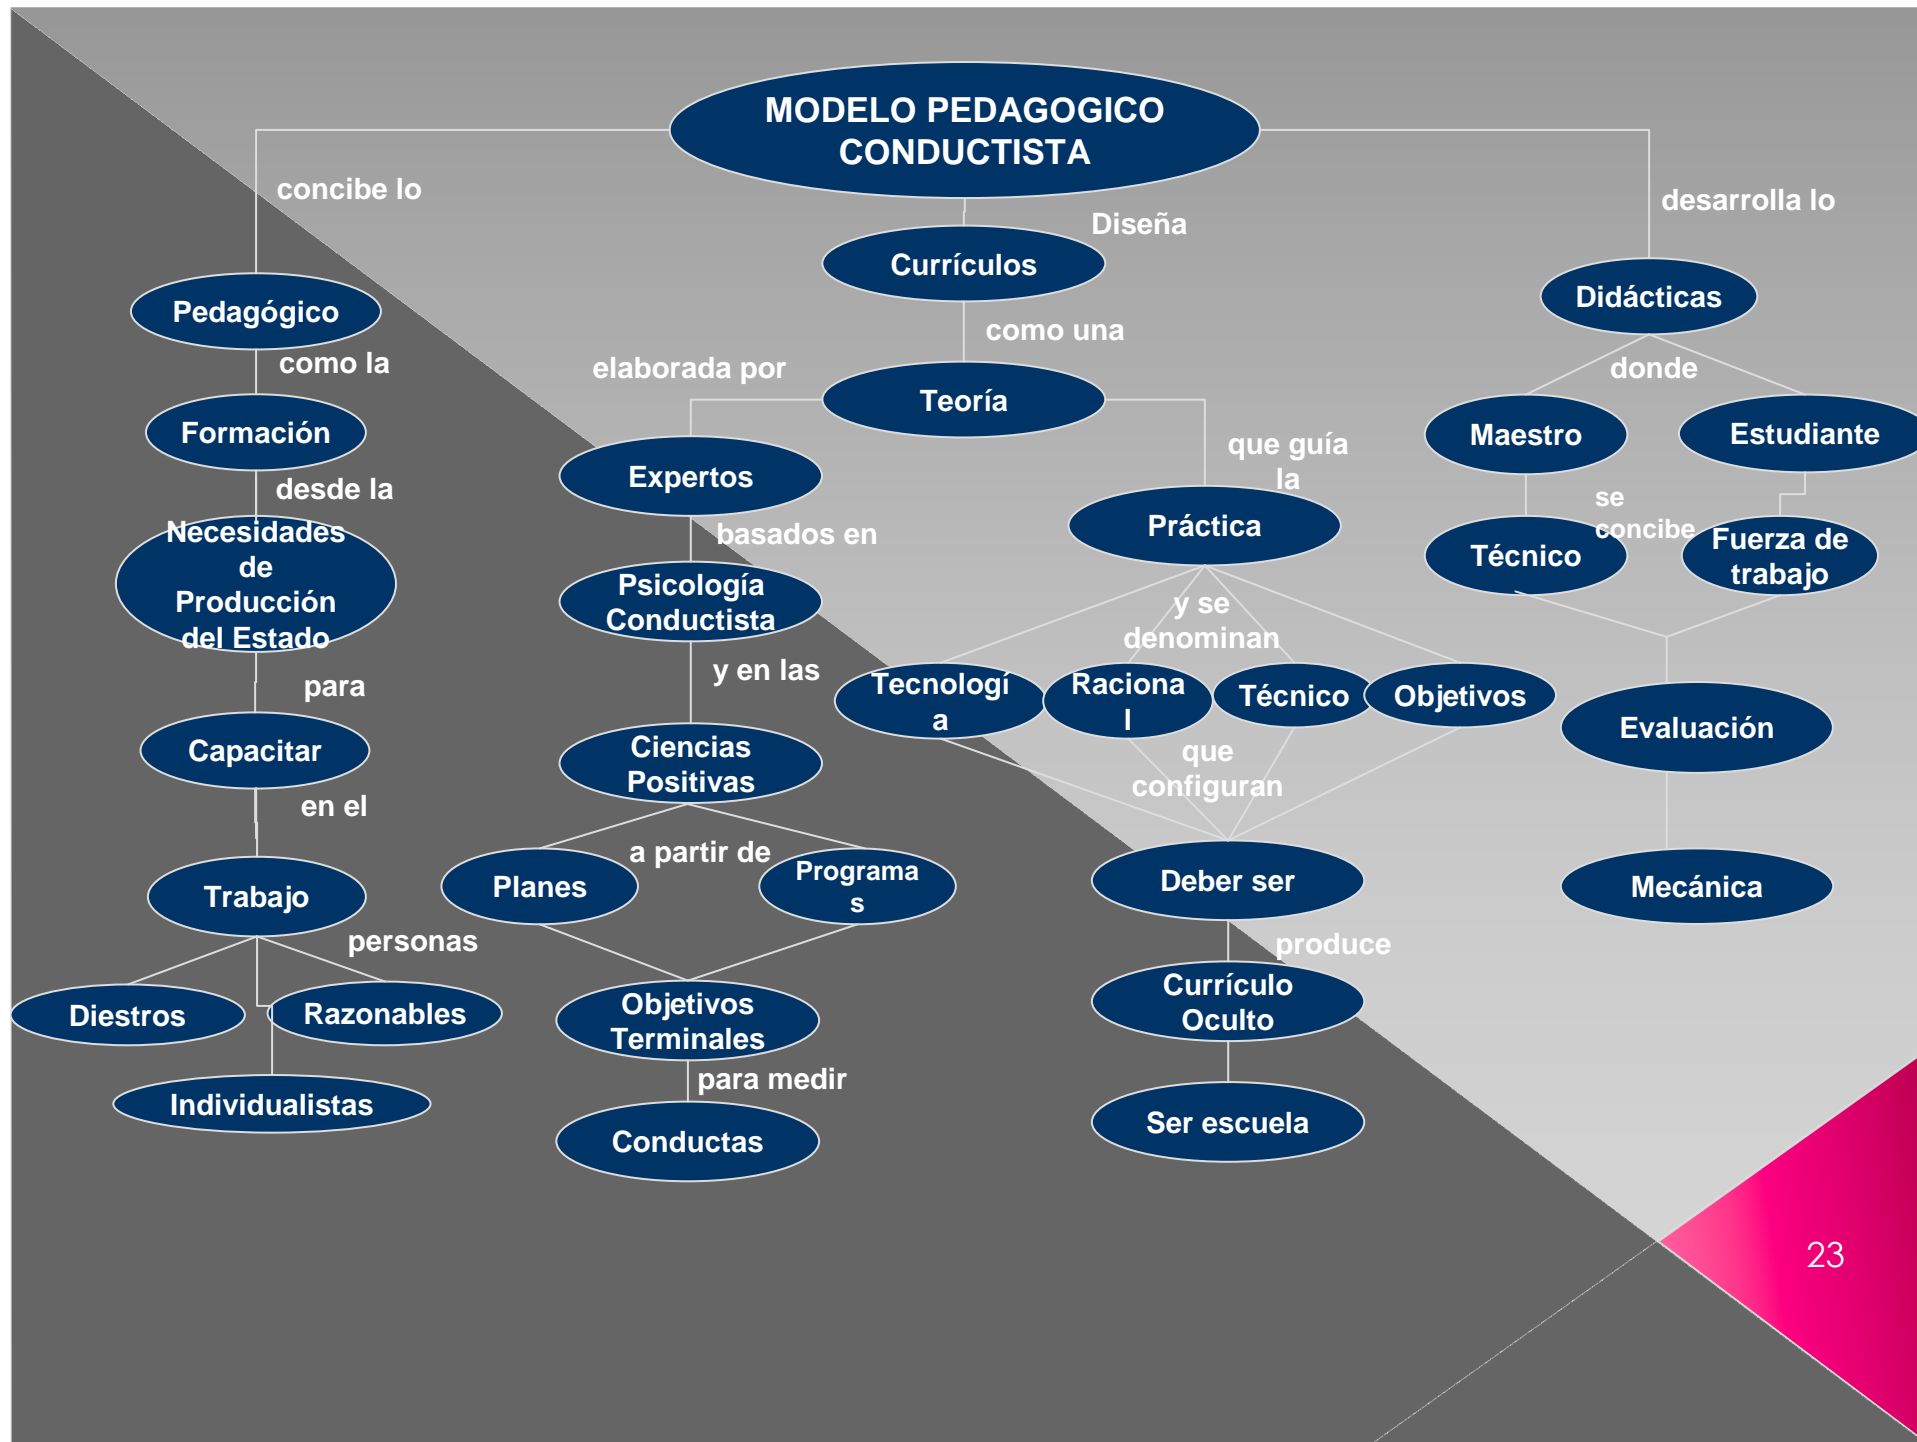 MODELO PEDAGOGICO
CONDUCTISTA
concibe lo
Diseña
desarrolla lo
Currículos
Didácticas
Pedagógico
como una
como la
elaborada por
donde
Teoría
Formación
Maestro
Estudiante
que guía
la
Expertos
desde la
se
concibe
Práctica
Necesidades
de
Producción
del Estado
basados en
Técnico
Fuerza de
trabajo
Psicología
Conductista
y se
denominan
y en las
para
Tecnologí
a
Raciona
l
Técnico
Objetivos
Evaluación
Capacitar
Ciencias
Positivas
que
configuran
en el
a partir de
Trabajo
Planes
Programa
s
Deber ser
Mecánica
personas
produce
Diestros
Razonables
Objetivos
Terminales
Currículo
Oculto
para medir
Individualistas
Conductas
Ser escuela
23